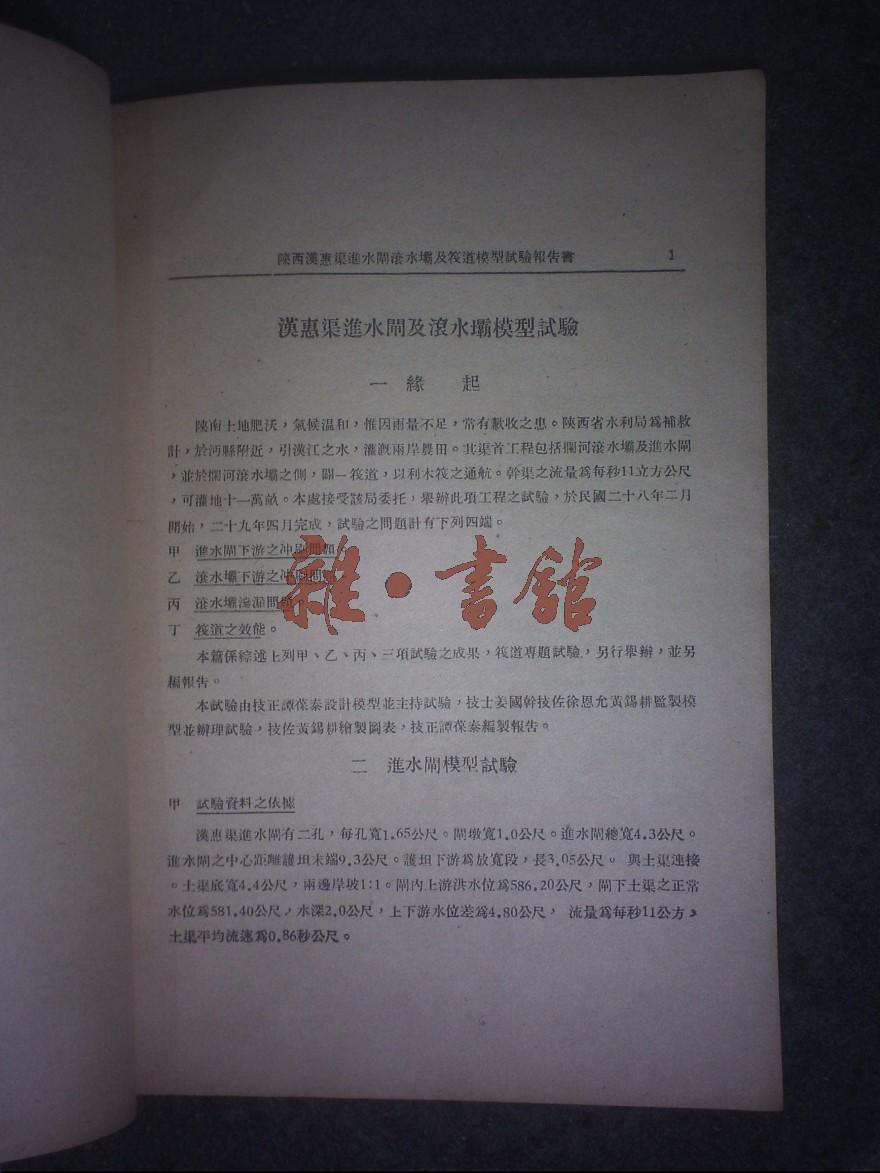 陝西漢惠渠進水閘滾水壩及筏道模型試驗報告書 1
漢惠渠進水閘及滾水壩模型試驗
一 緣 起
陝南土地肥沃，氣候温和，惟因雨量不足，常有歉收之患。陝西省水利局爲補救
計，於沔縣附近，引漢江之水，灌漑兩岸農田。其渠首工程包括攔河滾水壩及進水閘
，並於攔河滾水壩之側，闢一筏道，以利木筏之通航。幹渠之流量爲每秒11立方公尺
，可灌地十一萬畝。本處接受該局委托，舉辦此項工程之試驗，於民國二十八年二月
開始，二十九年四月完成，試驗之問題計有下列四端。
甲 進水閘下游之冲刷問題。
乙 滾水壩下游之冲刷問題。
丙 滾水壩滲漏問題。
丁 筏道之效能。
雜·書館
本篇係綜述上列甲、乙、丙、三項試驗之成果，筏道專題試驗，另行舉辦，並另
編報告。
本試驗由技正譚葆泰設計模型並主持試驗，技士姜國幹技佐徐恩允黃錫耕監製模
型並辦理試驗，技佐黃錫耕繪製圖表，技正譚葆泰編製報告。
二 進水閘模型試驗
甲 試驗資料之依據
漢惠渠進水閘有二孔，每孔寬1.65公尺。閘墩寬1.0公尺。進水閘總寬4.3公尺。
進水閘之中心距離護坦末端9.3公尺。護坦下游爲放寬段，長3.05公尺。 與土渠連接
。土渠底寬4.4公尺，兩邊岸坡1:1。閘內上游洪水位爲586.20公尺，閘下土渠之正常
水位爲581.40公尺，水深2.0公尺，上下游水位差爲4.80公尺， 流量爲每秒11公方，
土渠平均流速爲0.86秒公尺。